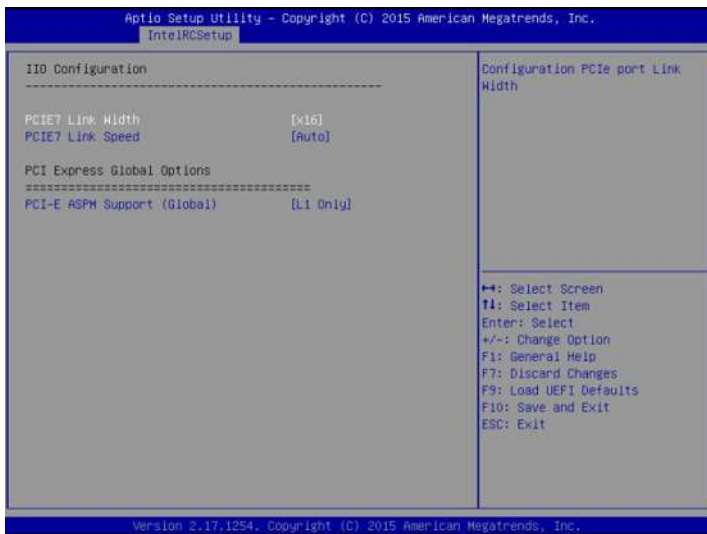 Aptio Setup Utility – Copyright (C) 2015 American Megatrends, Inc.
IntelRCSetup
IIO Configuration
--------------------------------------------------
PCIE7 Link Width [x16]
PCIE7 Link Speed [Auto]
PCI Express Global Options
========================================
PCI-E ASPM Support (Global) [L1 Only]
Configuration PCIe port Link
Width
↔: Select Screen
↑↓: Select Item
Enter: Select
+/-: Change Option
F1: General Help
F7: Discard Changes
F9: Load UEFI Defaults
F10: Save and Exit
ESC: Exit
Version 2.17.1254. Copyright (C) 2015 American Megatrends, Inc.